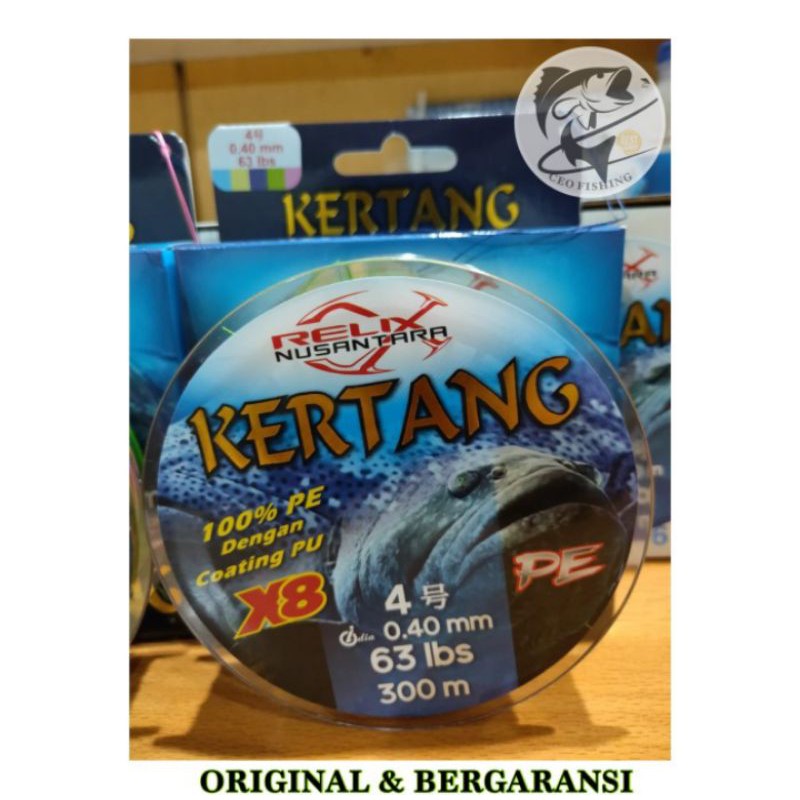 4号
0.40 mm
63 lbs
CEO FISHING
KERTANG
RELIX
NUSANTARA
KERTANG
100% PE
Dengan
Coating PU
X8
PE
4号
dia 0.40 mm
63 lbs
300 m
ORIGINAL & BERGARANSI